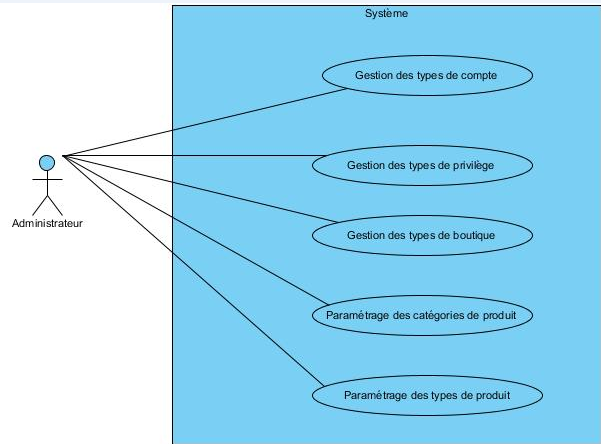 Système
Gestion des types de compte
Gestion des types de privilège
Administrateur
Gestion des types de boutique
Paramétrage des catégories de produit
Paramétrage des types de produit